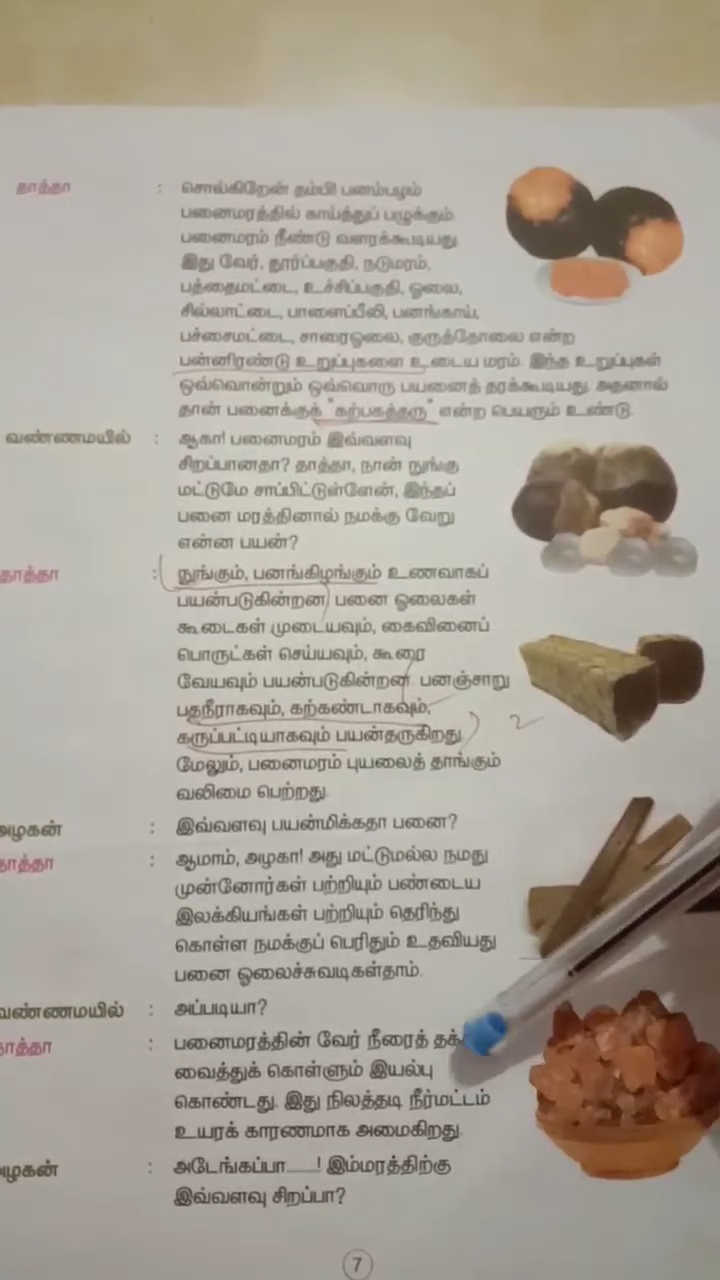 தாத்தா : சொல்கிறேன் தம்பி! பனம்பழம்
பனைமரத்தில் காய்த்துப் பழுக்கும்.
பனைமரம் நீண்டு வளரக்கூடியது.
இது வேர், தூர்ப்பகுதி, நடுமரம்,
பத்தைமட்டை, உச்சிப்பகுதி, ஓலை,
சில்லாட்டை, பாளைப்பீலி, பனங்காய்,
பச்சைமட்டை, சாரைஓலை, குருத்தோலை என்ற
பன்னிரண்டு உறுப்புகளை உடைய மரம். இந்த உறுப்புகள்
ஒவ்வொன்றும் ஒவ்வொரு பயனைத் தரக்கூடியது. அதனால்
தான் பனைக்குக் "கற்பகத்தரு" என்ற பெயரும் உண்டு.
வண்ணமயில் : ஆகா! பனைமரம் இவ்வளவு
சிறப்பானதா? தாத்தா, நான் நுங்கு
மட்டுமே சாப்பிட்டுள்ளேன், இந்தப்
பனை மரத்தினால் நமக்கு வேறு
என்ன பயன்?
தாத்தா : நுங்கும், பனங்கிழங்கும் உணவாகப்
பயன்படுகின்றன. பனை ஓலைகள்
கூடைகள் முடையவும், கைவினைப்
பொருட்கள் செய்யவும், கூரை
வேயவும் பயன்படுகின்றன. பனஞ்சாறு
பதநீராகவும், கற்கண்டாகவும்,
கருப்பட்டியாகவும் பயன்தருகிறது. 2
மேலும், பனைமரம் புயலைத் தாங்கும்
வலிமை பெற்றது.
அழகன் : இவ்வளவு பயன்மிக்கதா பனை?
தாத்தா : ஆமாம், அழகா! அது மட்டுமல்ல நமது
முன்னோர்கள் பற்றியும் பண்டைய
இலக்கியங்கள் பற்றியும் தெரிந்து
கொள்ள நமக்குப் பெரிதும் உதவியது
பனை ஓலைச்சுவடிகள்தாம்.
வண்ணமயில் : அப்படியா?
தாத்தா : பனைமரத்தின் வேர் நீரைத்
வைத்துக் கொள்ளும் இயல்பு
கொண்டது. இது நிலத்தடி நீர்மட்டம்
உயரக் காரணமாக அமைகிறது.
அழகன் : அடேங்கப்பா......! இம்மரத்திற்கு
இவ்வளவு சிறப்பா?
7